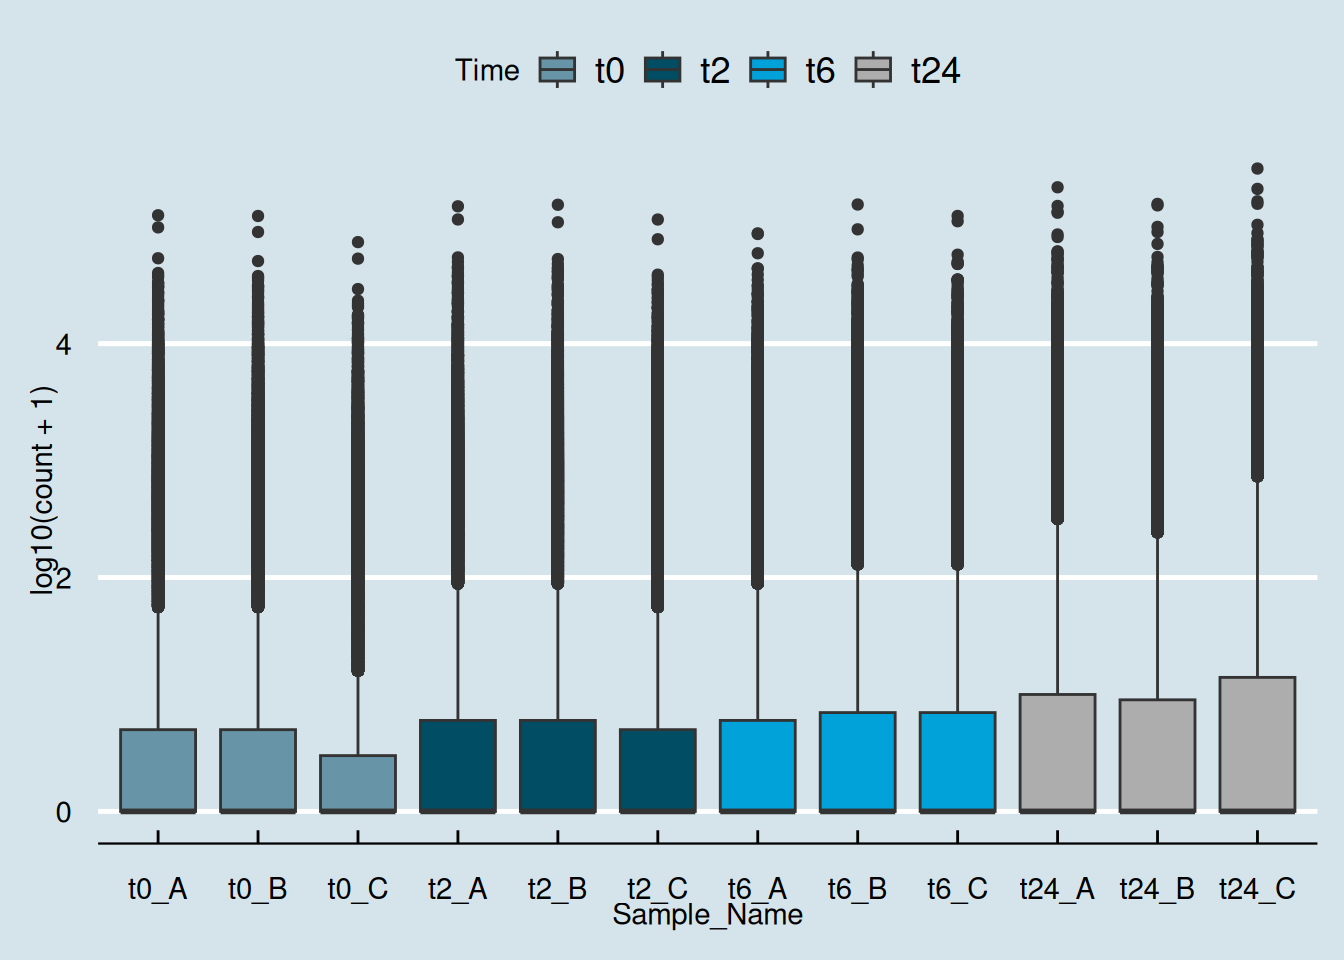 Time t0 t2 t6 t24
log10(count + 1)
4
2
0
t0_A t0_B t0_C t2_A t2_B t2_C t6_A t6_B t6_C t24_A t24_B t24_C
Sample_Name